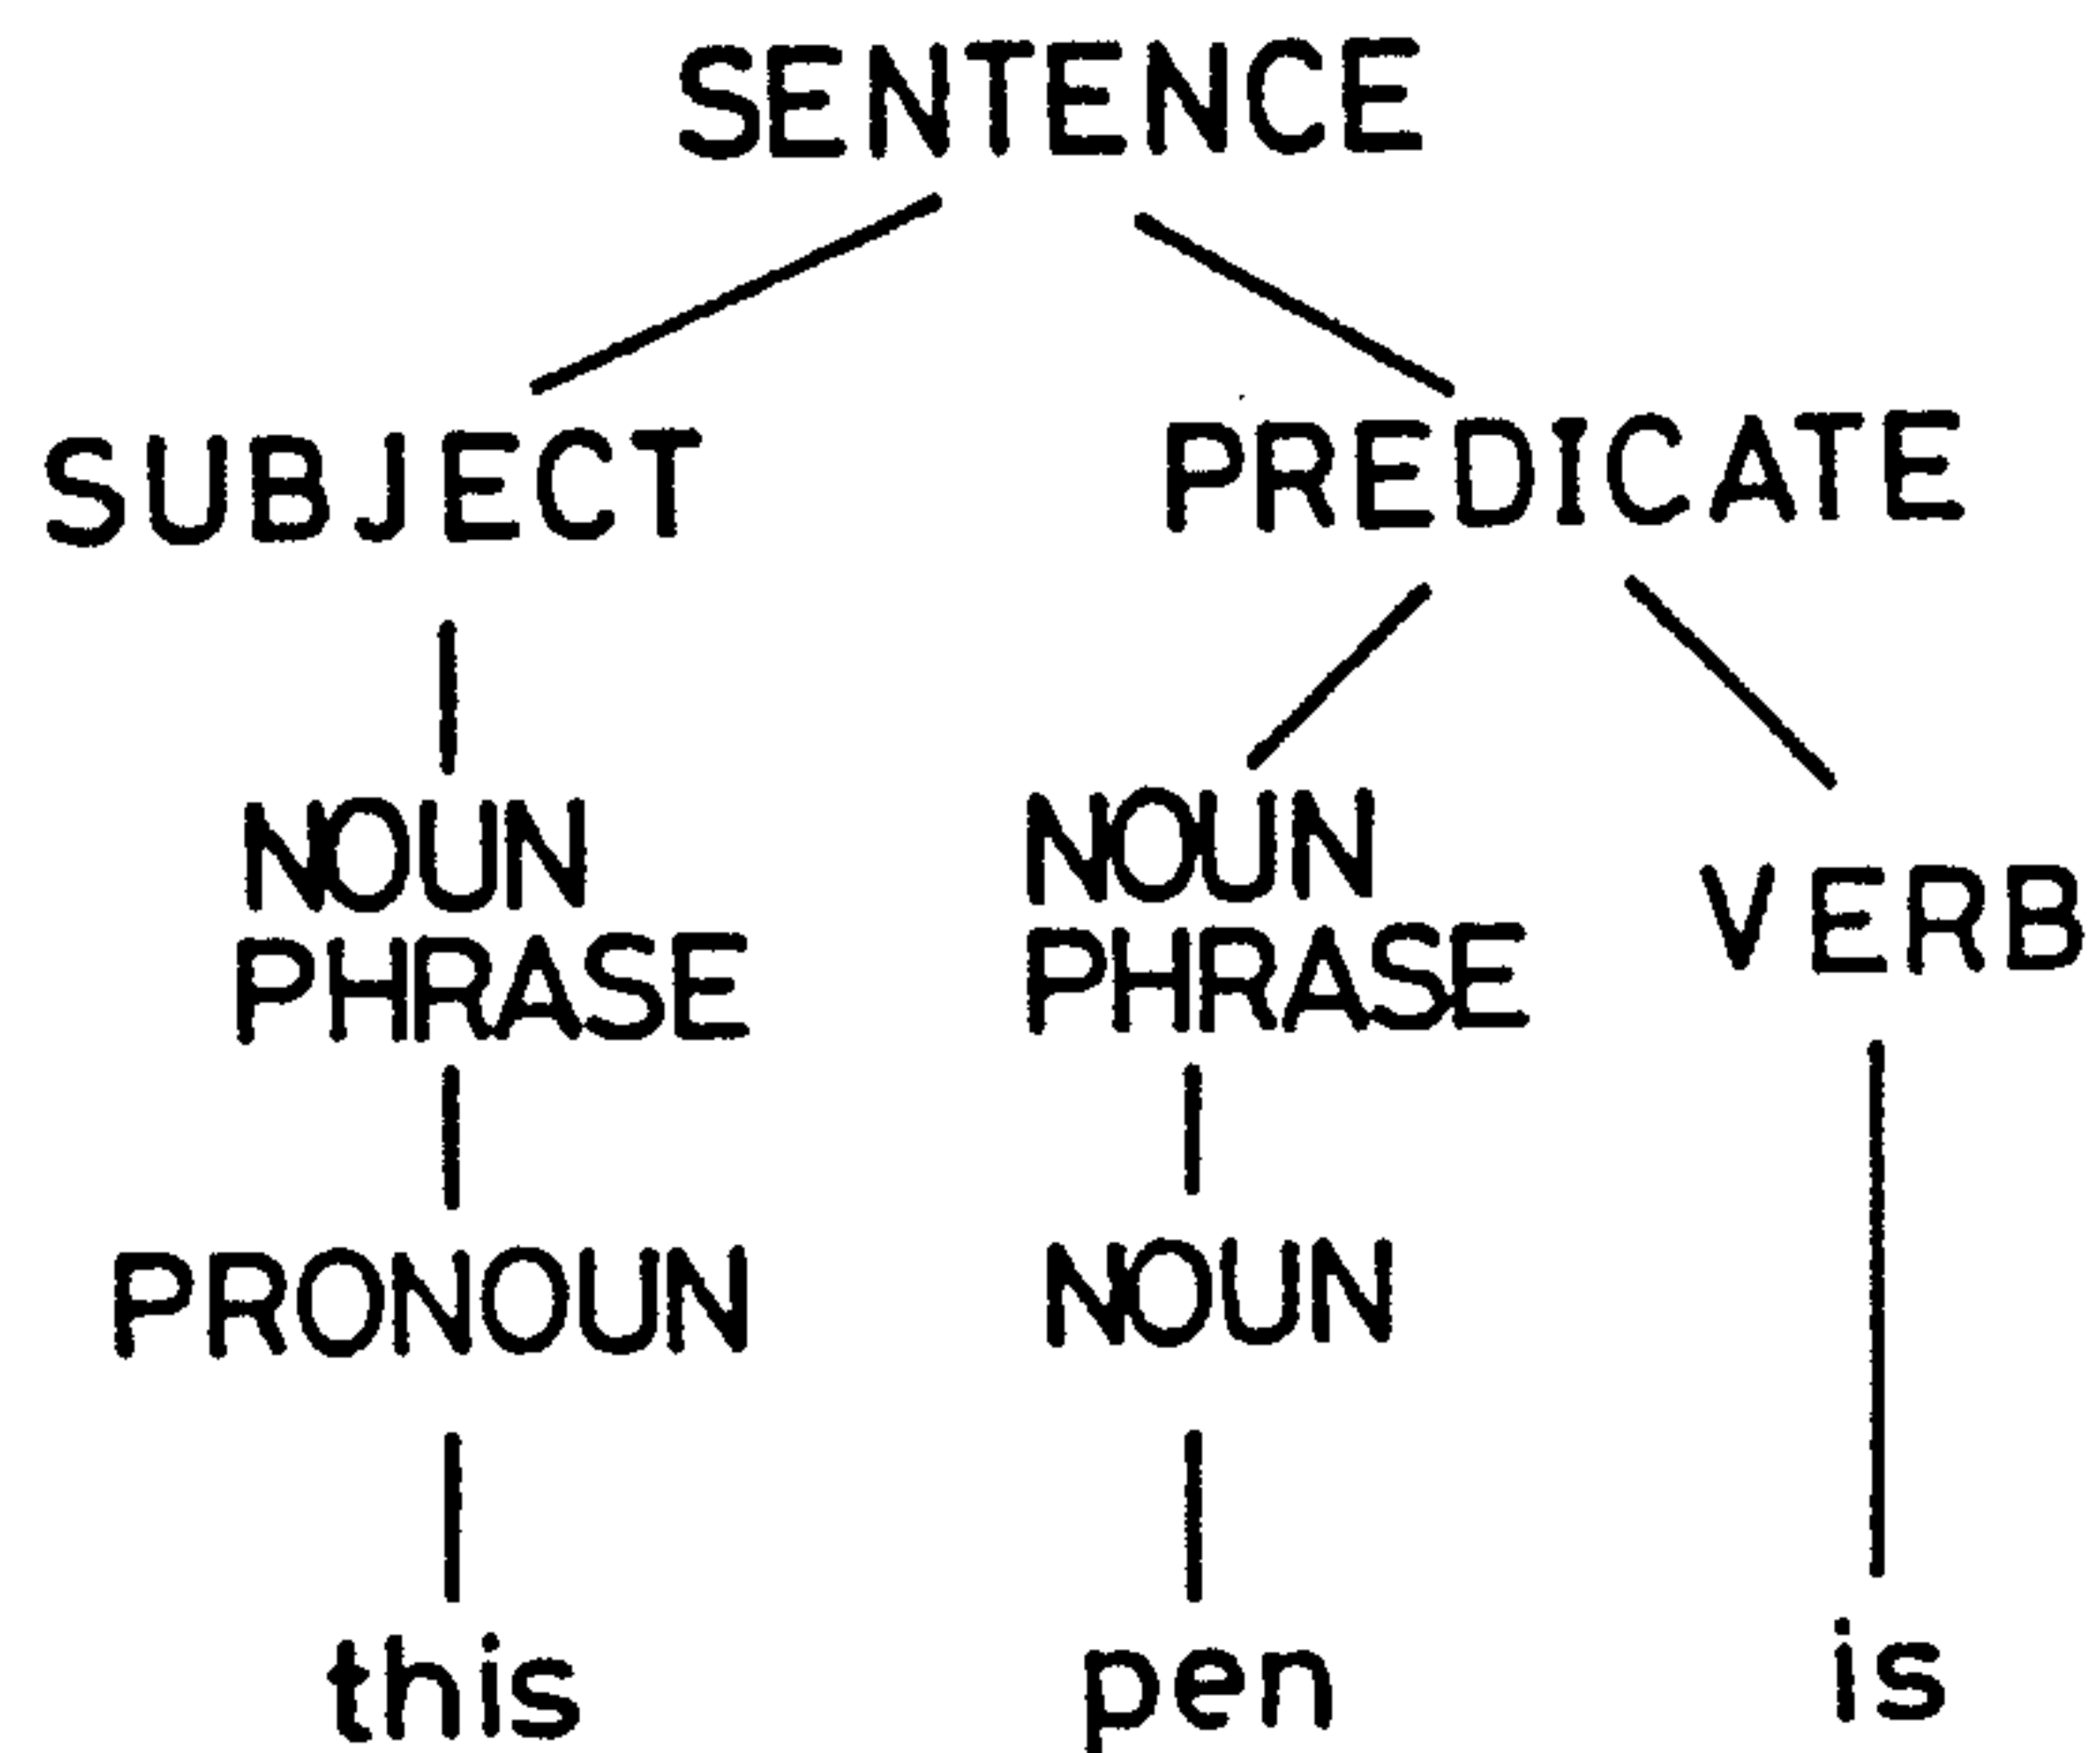 SENTENCE
SUBJECT PREDICATE
NOUN PHRASE NOUN PHRASE VERB
PRONOUN NOUN
this pen is